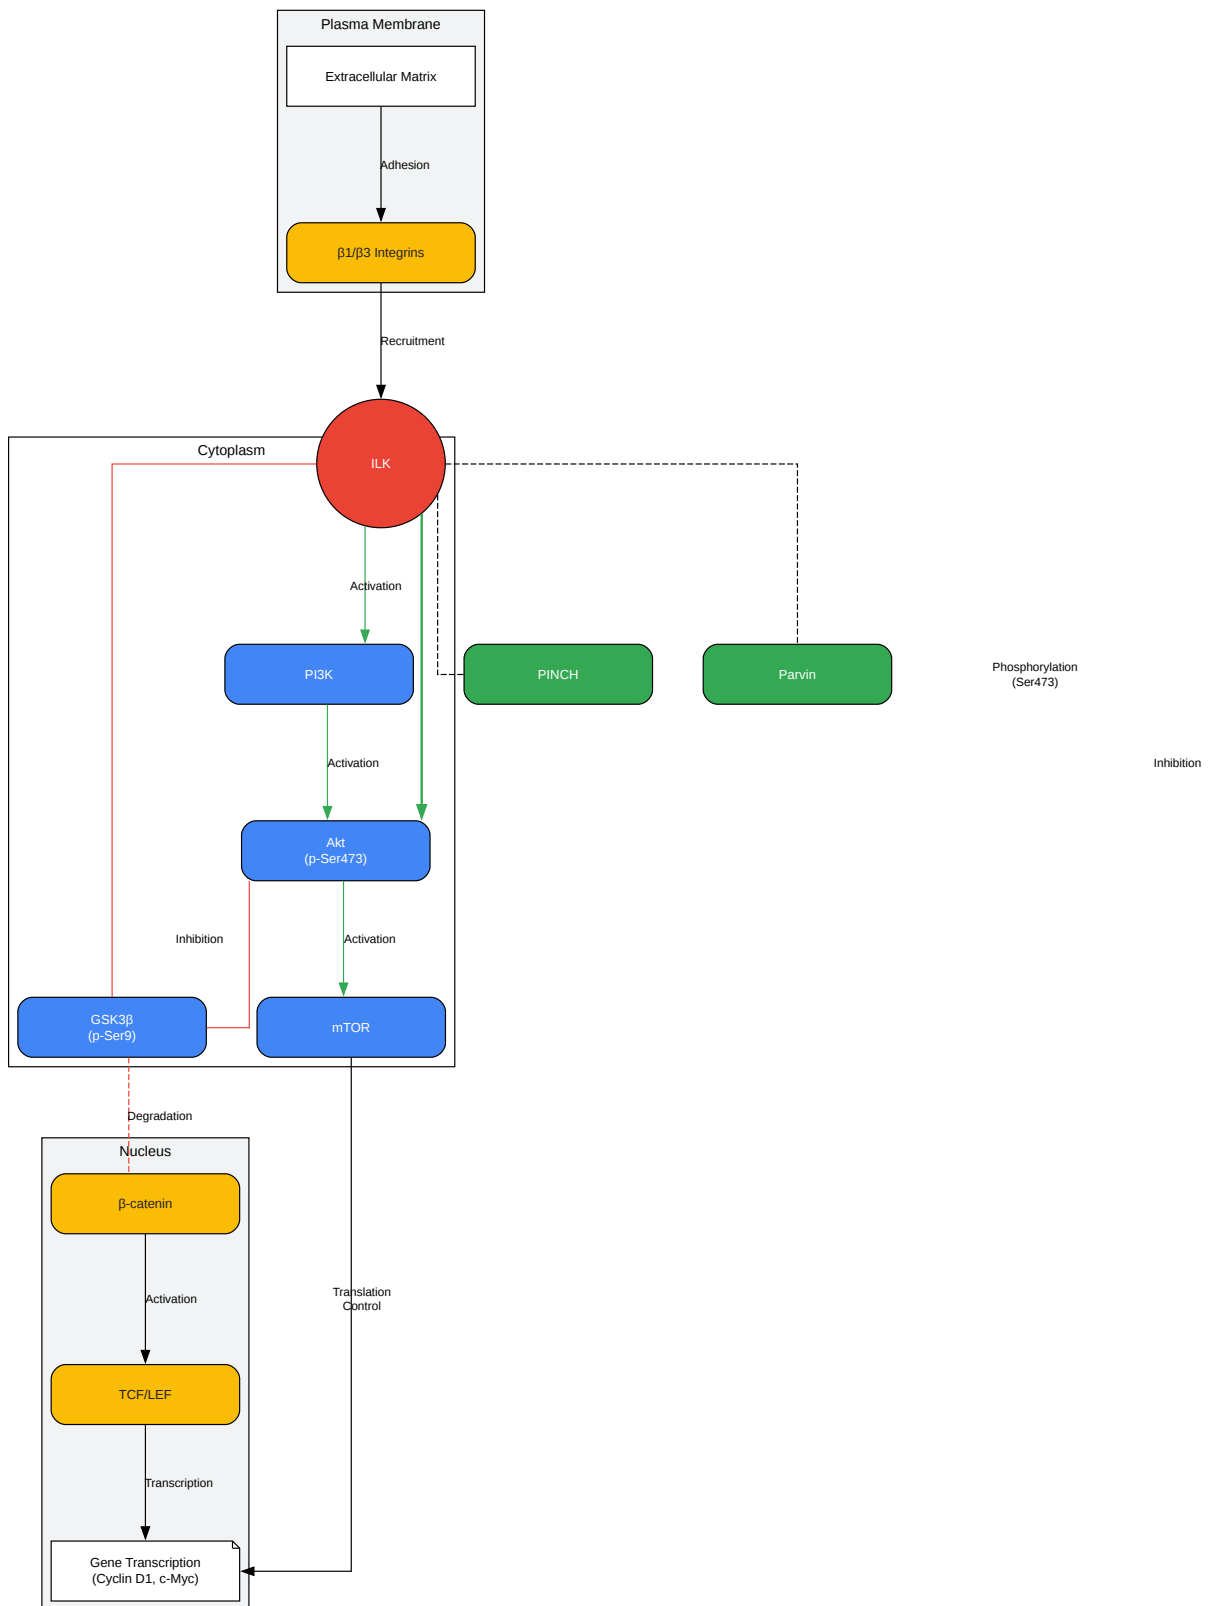 Plasma Membrane
Extracellular Matrix
Adhesion
β1/β3 Integrins
Recruitment
Cytoplasm
ILK
Activation
PI3K
PINCH
Parvin
Phosphorylation
(Ser473)
Activation
Inhibition
Akt
(p-Ser473)
Inhibition
Activation
GSK3β
(p-Ser9)
mTOR
Degradation
Nucleus
β-catenin
Activation
Translation
Control
TCF/LEF
Transcription
Gene Transcription
(Cyclin D1, c-Myc)